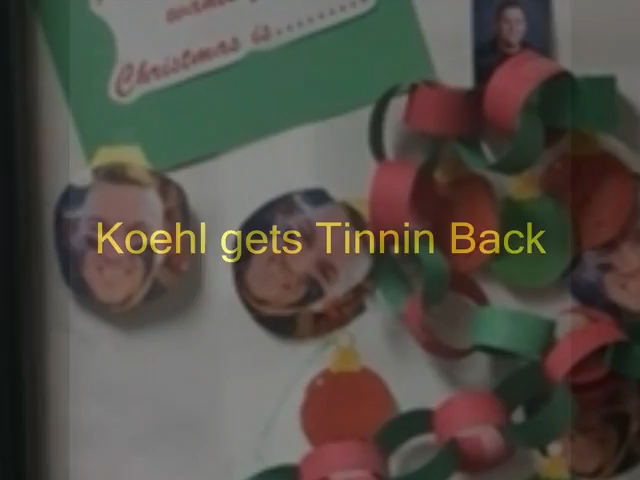 Christmas is.........
Koehl gets Tinnin Back